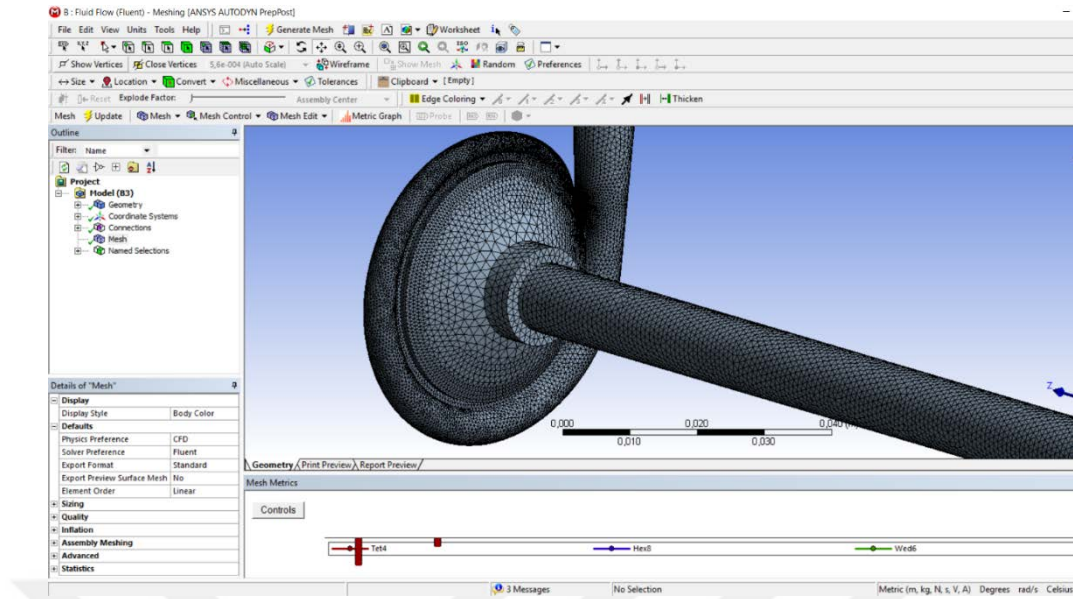 B : Fluid Flow (Fluent) - Meshing [ANSYS AUTODYN PrepPost]
File Edit View Units Tools Help Generate Mesh Worksheet
Show Vertices Close Vertices 5,6e-004 (Auto Scale) Wireframe Show Mesh Random Preferences
Size Location Convert Miscellaneous Tolerances Clipboard [Empty]
Reset Explode Factor: Assembly Center Edge Coloring Thicken
Mesh Update Mesh Mesh Control Mesh Edit Metric Graph Probe
Outline
Filter: Name
Project
Model (B3)
Geometry
Coordinate Systems
Connections
Mesh
Named Selections
Details of "Mesh"
Display
Display Style Body Color
Defaults
Physics Preference CFD
Solver Preference Fluent
Export Format Standard
Export Preview Surface Mesh No
Element Order Linear
Sizing
Quality
Inflation
Assembly Meshing
Advanced
Statistics
Z
0,000 0,020 0,040 (m)
0,010 0,030
Geometry Print Preview Report Preview
Mesh Metrics
Controls
Tet4 Hex8 Wed6
3 Messages No Selection Metric (m, kg, N, s, V, A) Degrees rad/s Celsius